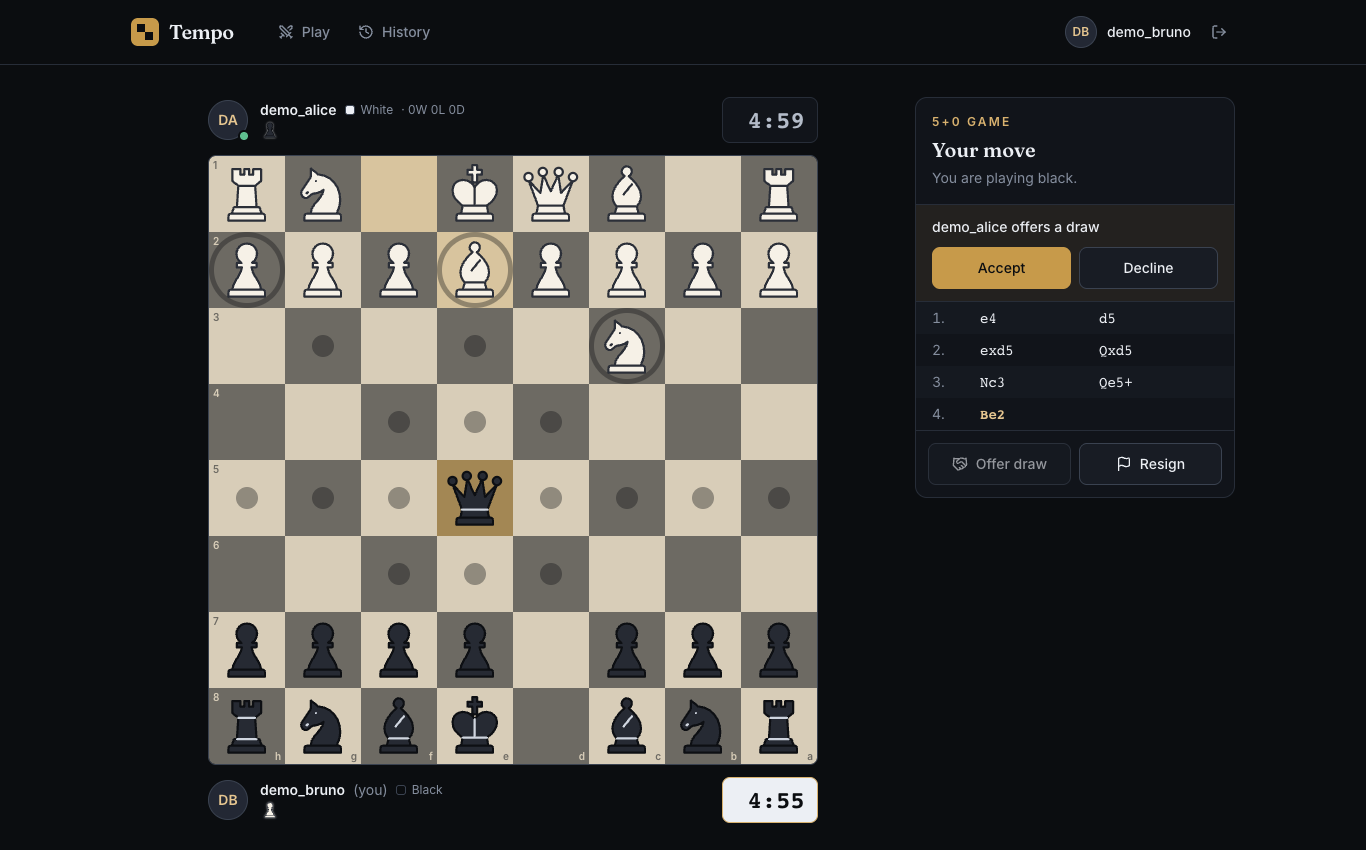 Tempo
Play
History
DB
demo_bruno
DA
demo_alice White · 0W 0L 0D
4:59
1
2
3
4
5
6
7
8
h g f e d c b a
DB
demo_bruno (you) Black
4:55
5+0 GAME
Your move
You are playing black.
demo_alice offers a draw
Accept Decline
1. e4 d5
2. exd5 Qxd5
3. Nc3 Qe5+
4. Be2
Offer draw Resign